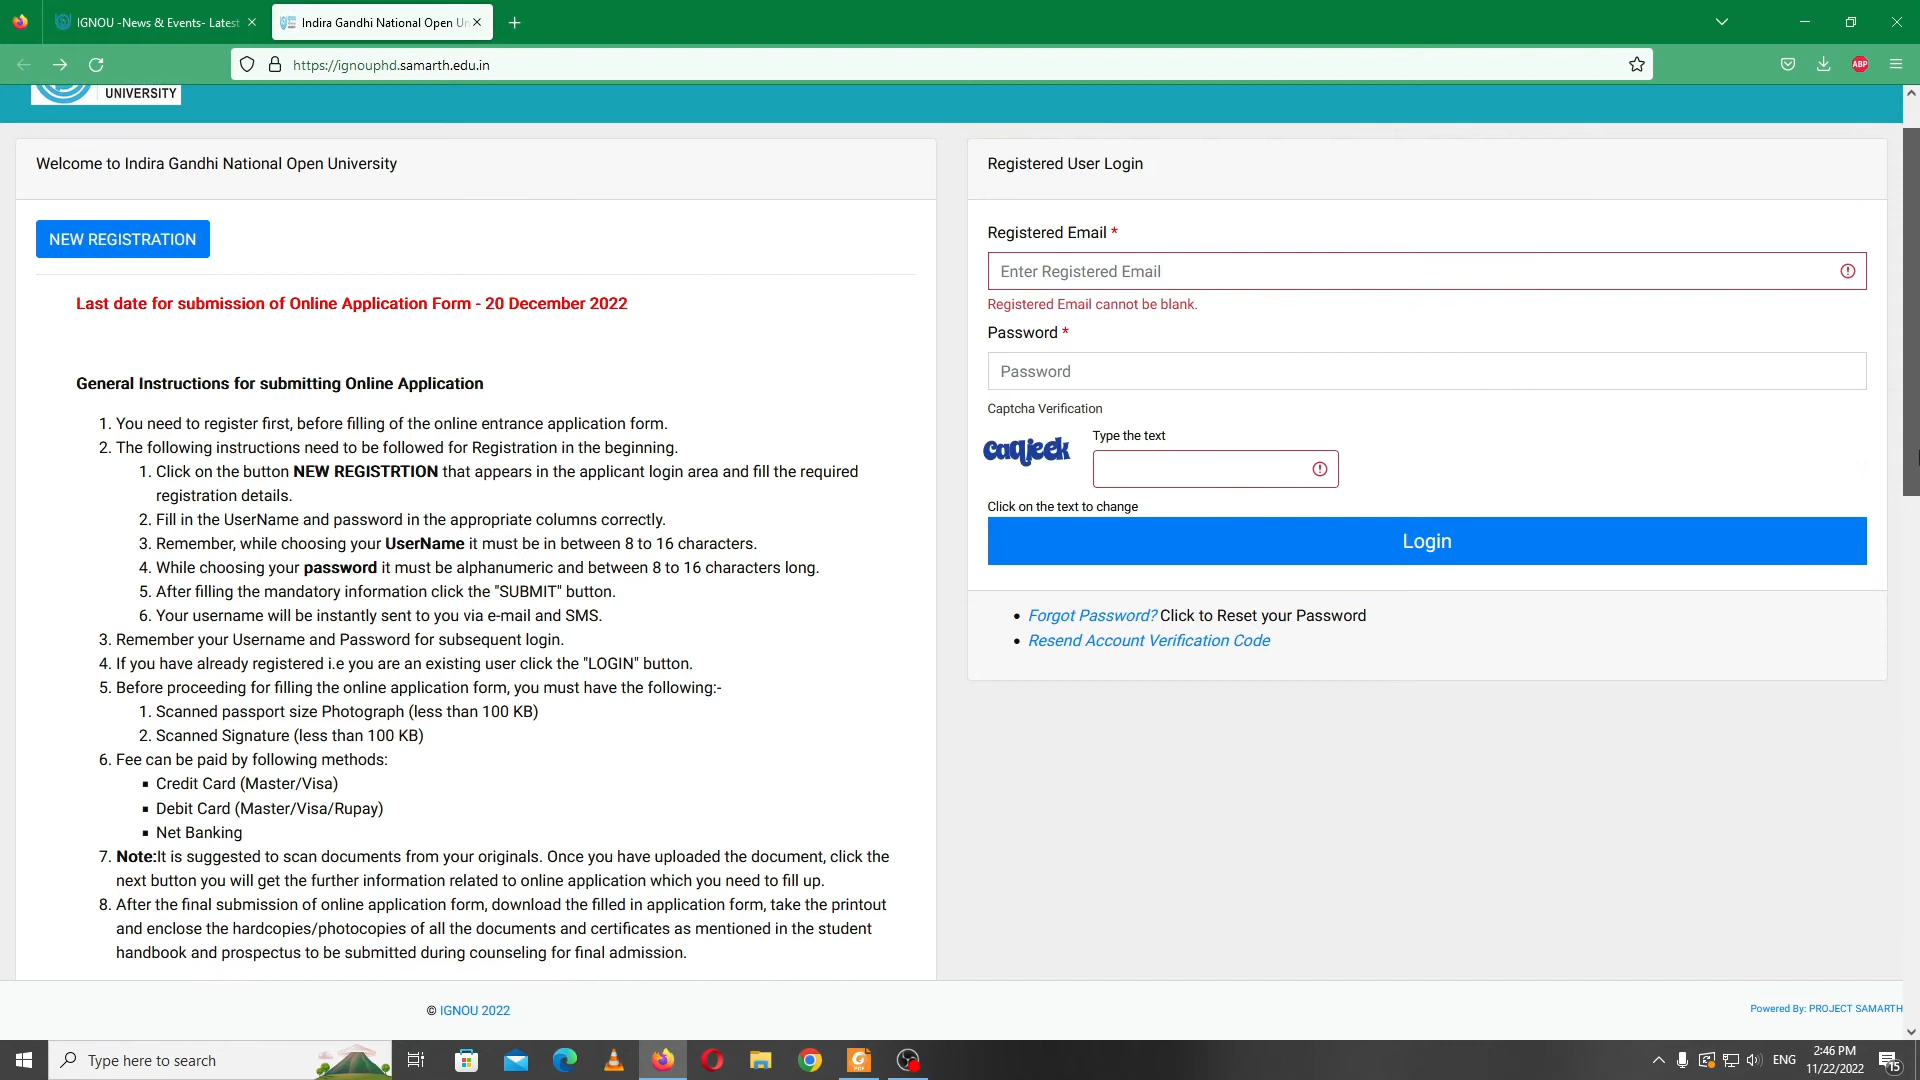 IGNOU -News & Events- Latest
Indira Gandhi National Open Un
https://ignouphd.samarth.edu.in
ABP
UNIVERSITY
Welcome to Indira Gandhi National Open University
NEW REGISTRATION
Last date for submission of Online Application Form - 20 December 2022
General Instructions for submitting Online Application
1. You need to register first, before filling of the online entrance application form.
2. The following instructions need to be followed for Registration in the beginning.
1. Click on the button NEW REGISTRTION that appears in the applicant login area and fill the required
registration details.
2. Fill in the UserName and password in the appropriate columns correctly.
3. Remember, while choosing your UserName it must be in between 8 to 16 characters.
4. While choosing your password it must be alphanumeric and between 8 to 16 characters long.
5. After filling the mandatory information click the "SUBMIT" button.
6. Your username will be instantly sent to you via e-mail and SMS.
3. Remember your Username and Password for subsequent login.
4. If you have already registered i.e you are an existing user click the "LOGIN" button.
5. Before proceeding for filling the online application form, you must have the following:-
1. Scanned passport size Photograph (less than 100 KB)
2. Scanned Signature (less than 100 KB)
6. Fee can be paid by following methods:
▪ Credit Card (Master/Visa)
▪ Debit Card (Master/Visa/Rupay)
▪ Net Banking
7. Note:It is suggested to scan documents from your originals. Once you have uploaded the document, click the
next button you will get the further information related to online application which you need to fill up.
8. After the final submission of online application form, download the filled in application form, take the printout
and enclose the hardcopies/photocopies of all the documents and certificates as mentioned in the student
handbook and prospectus to be submitted during counseling for final admission.
Registered User Login
Registered Email *
Enter Registered Email
Registered Email cannot be blank.
Password *
Password
Captcha Verification
caqjeek
Type the text
Click on the text to change
Login
• Forgot Password? Click to Reset your Password
• Resend Account Verification Code
© IGNOU 2022
Powered By: PROJECT SAMARTH
Type here to search
ENG
2:46 PM
11/22/2022
15